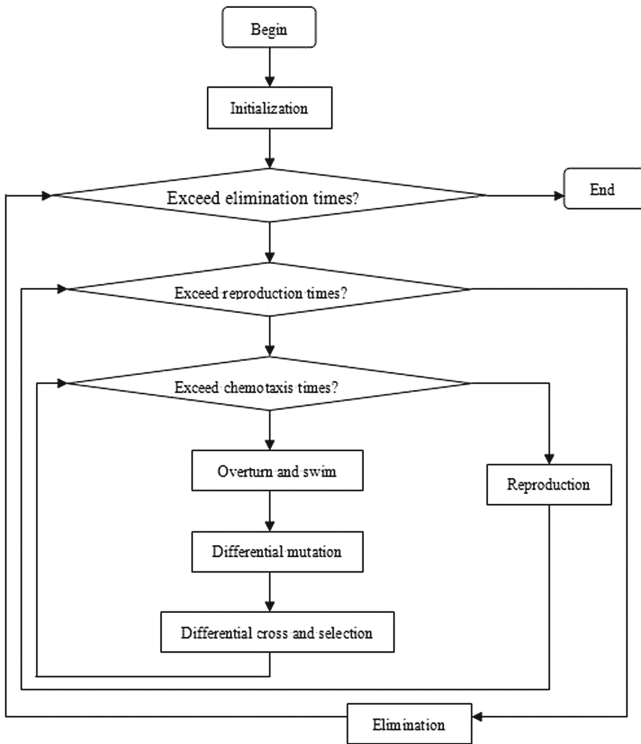 Begin
Initialization
Exceed elimination times?
End
Exceed reproduction times?
Exceed chemotaxis times?
Overturn and swim
Reproduction
Differential mutation
Differential cross and selection
Elimination